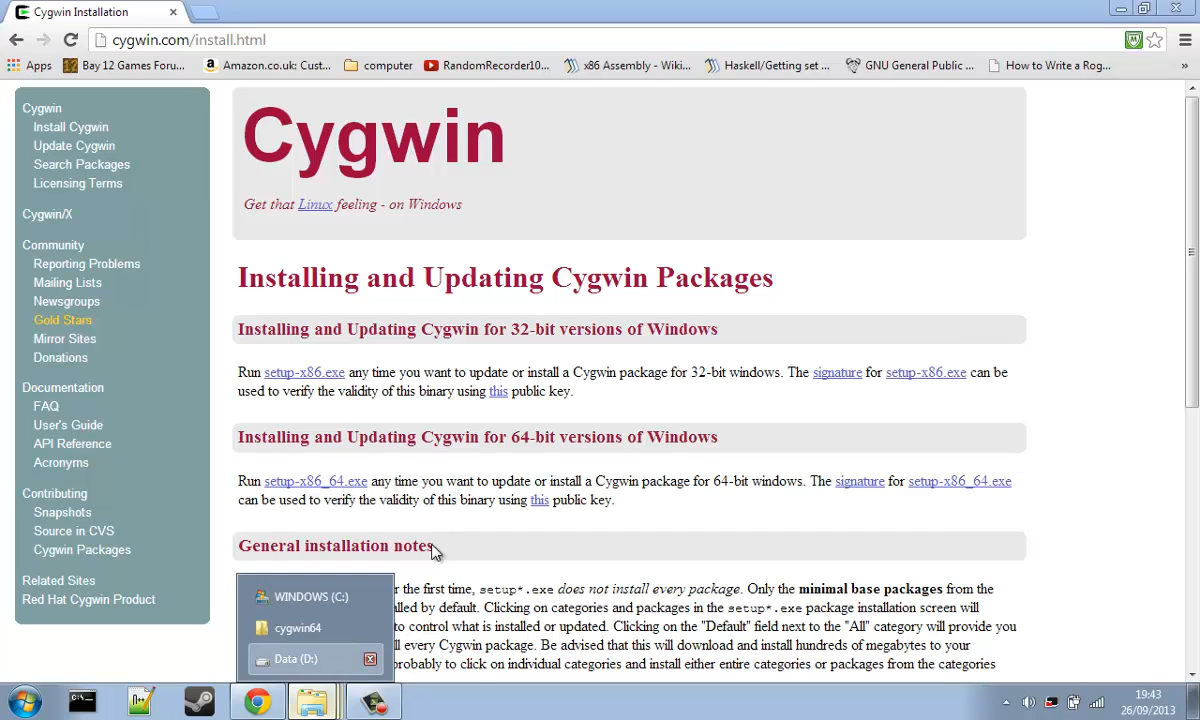 Cygwin Installation
cygwin.com/install.html
Apps Bay 12 Games Foru... Amazon.co.uk: Cust... computer RandomRecorder10... x86 Assembly - Wiki... Haskell/Getting set ... GNU General Public ... How to Write a Rog... »
Cygwin
Install Cygwin
Update Cygwin
Search Packages
Licensing Terms
Cygwin/X
Community
Reporting Problems
Mailing Lists
Newsgroups
Gold Stars
Mirror Sites
Donations
Documentation
FAQ
User's Guide
API Reference
Acronyms
Contributing
Snapshots
Source in CVS
Cygwin Packages
Related Sites
Red Hat Cygwin Product
Cygwin
Get that Linux feeling - on Windows
Installing and Updating Cygwin Packages
Installing and Updating Cygwin for 32-bit versions of Windows
Run setup-x86.exe any time you want to update or install a Cygwin package for 32-bit windows. The signature for setup-x86.exe can be
used to verify the validity of this binary using this public key.
Installing and Updating Cygwin for 64-bit versions of Windows
Run setup-x86_64.exe any time you want to update or install a Cygwin package for 64-bit windows. The signature for setup-x86_64.exe
can be used to verify the validity of this binary using this public key.
General installation notes
r the first time, setup*.exe does not install every package. Only the minimal base packages from the
alled by default. Clicking on categories and packages in the setup*.exe package installation screen will
to control what is installed or updated. Clicking on the "Default" field next to the "All" category will provide you
ll every Cygwin package. Be advised that this will download and install hundreds of megabytes to your
probably to click on individual categories and install either entire categories or packages from the categories
WINDOWS (C:)
cygwin64
Data (D:)
19:43
26/09/2013